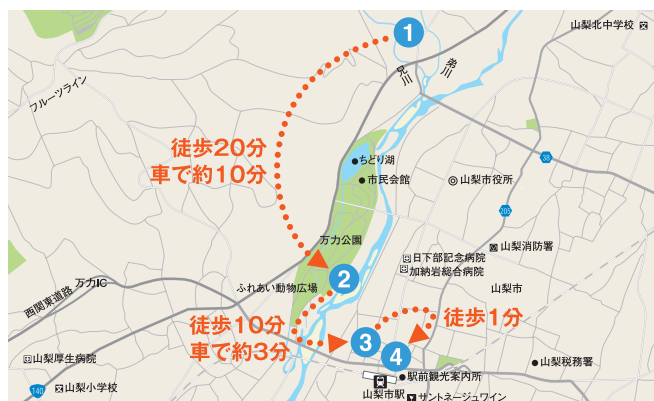 1
山梨北中学校
弟川
兄川
フルーツライン
徒歩20分
車で約10分
ちどり湖
市民会館
山梨市役所
38
205
万力公園
山梨消防署
日下部記念病院
加納岩総合病院
2
ふれあい動物広場
山梨市
万力IC
西関東道路
徒歩10分
車で約3分
3
徒歩1分
4
山梨厚生病院
山梨税務署
駅前観光案内所
140
山梨小学校
山梨市駅
サントネージュワイン